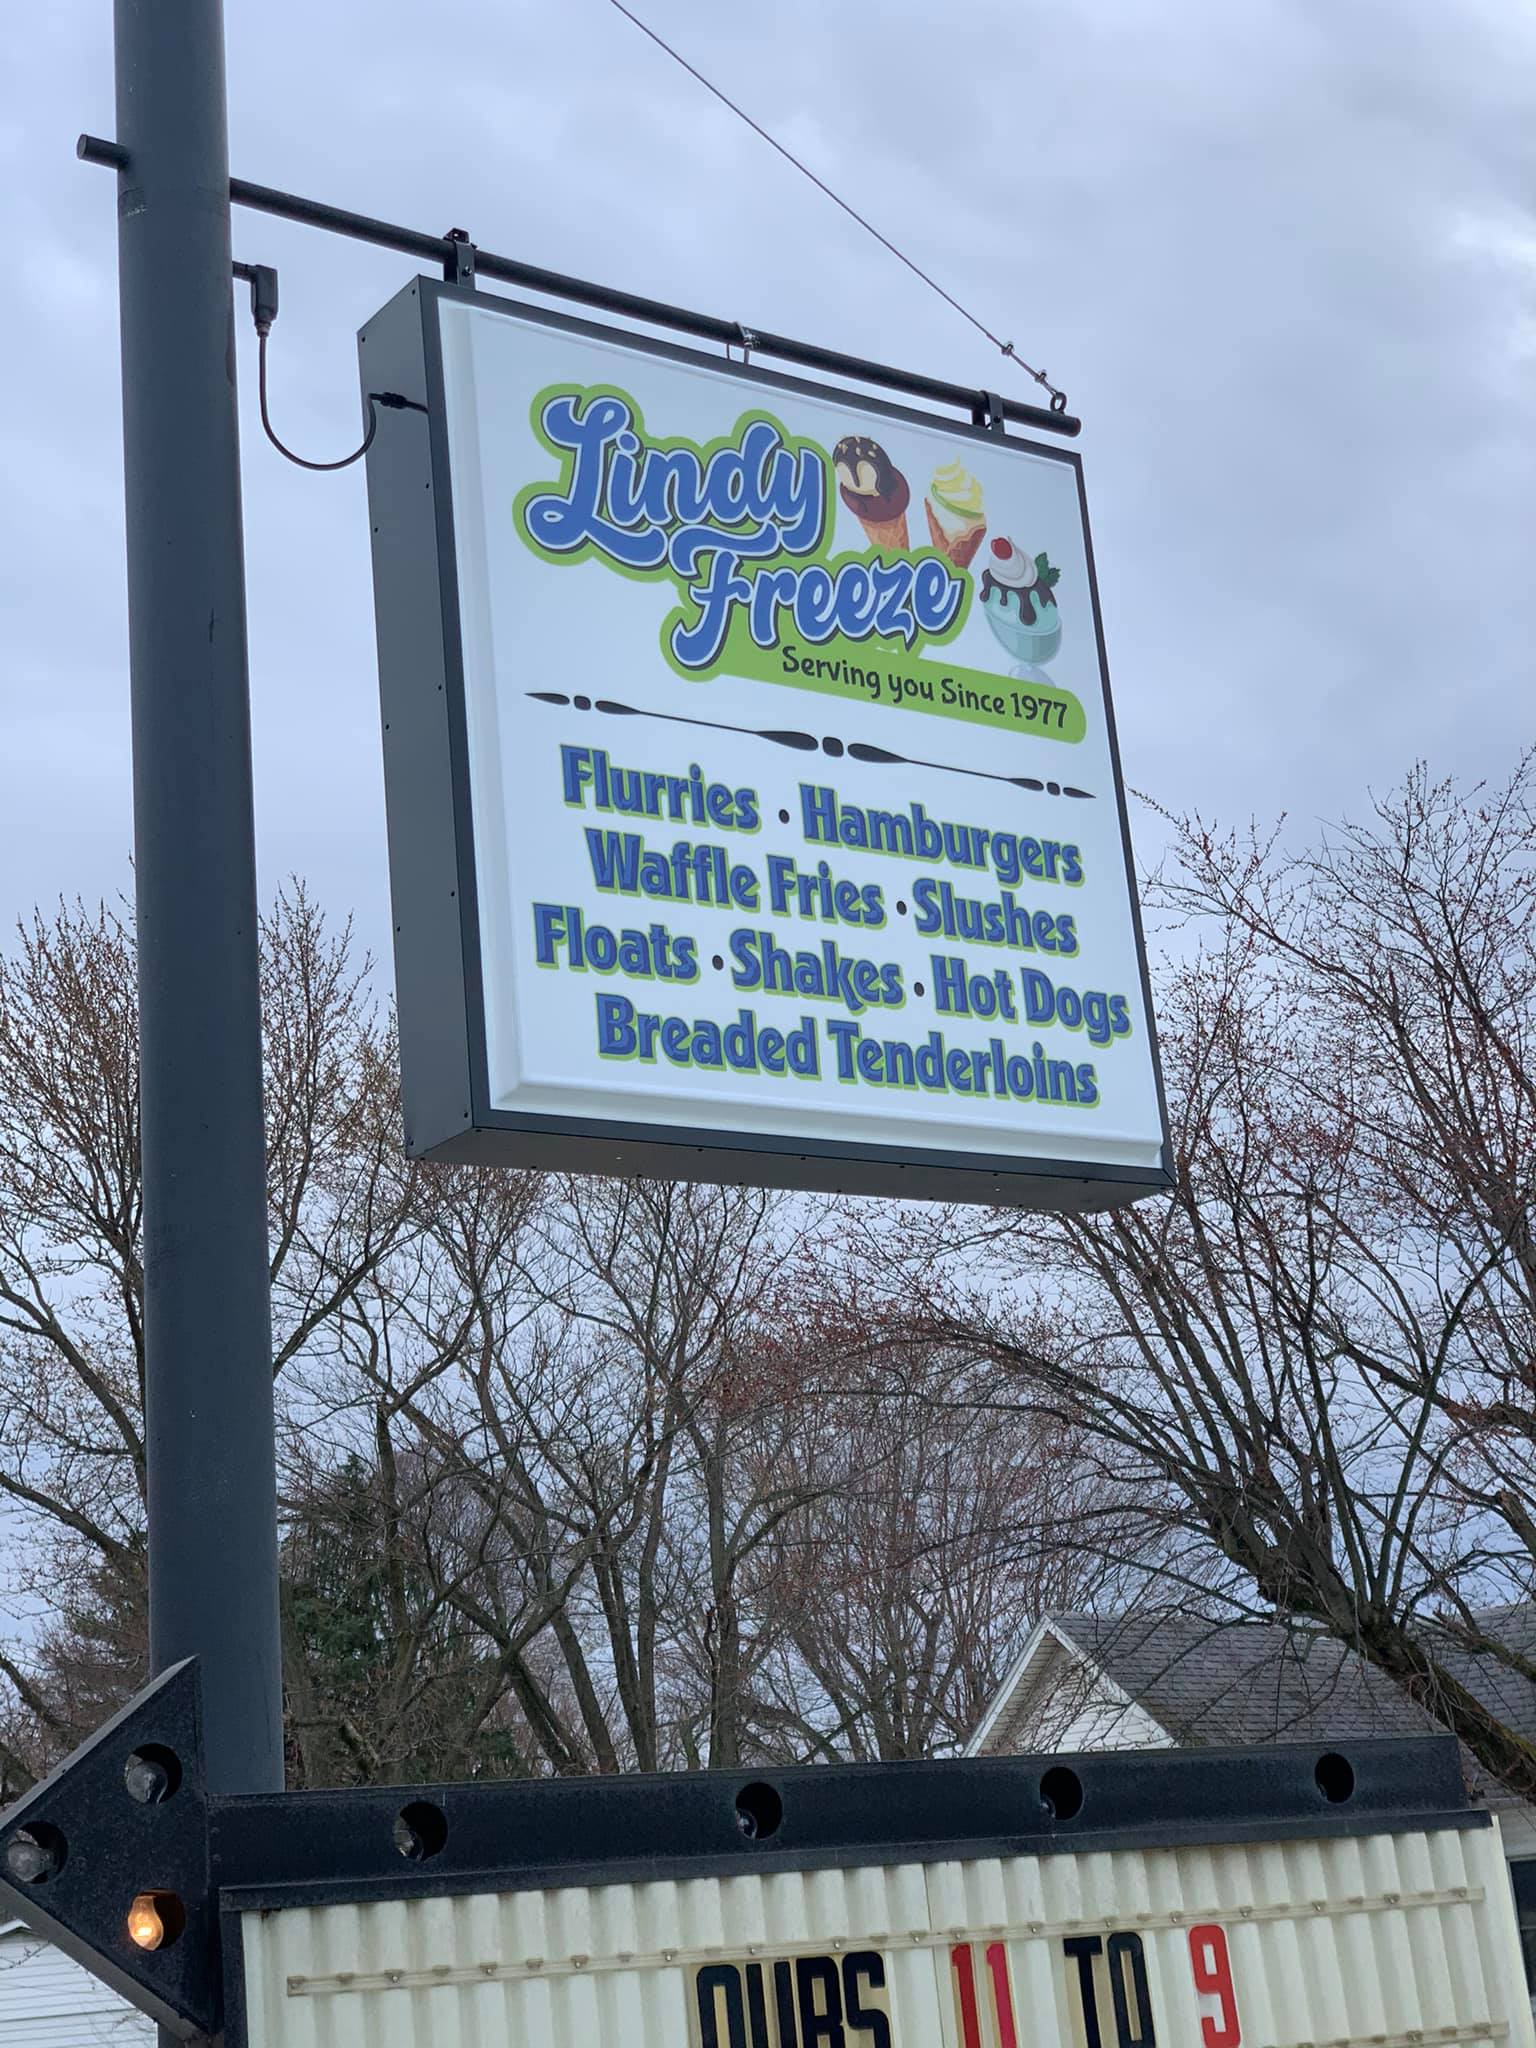 Lindy
Freeze
Serving you Since 1977
Flurries • Hamburgers
Waffle Fries • Slushes
Floats • Shakes • Hot Dogs
Breaded Tenderloins
OURS 11 TO 9